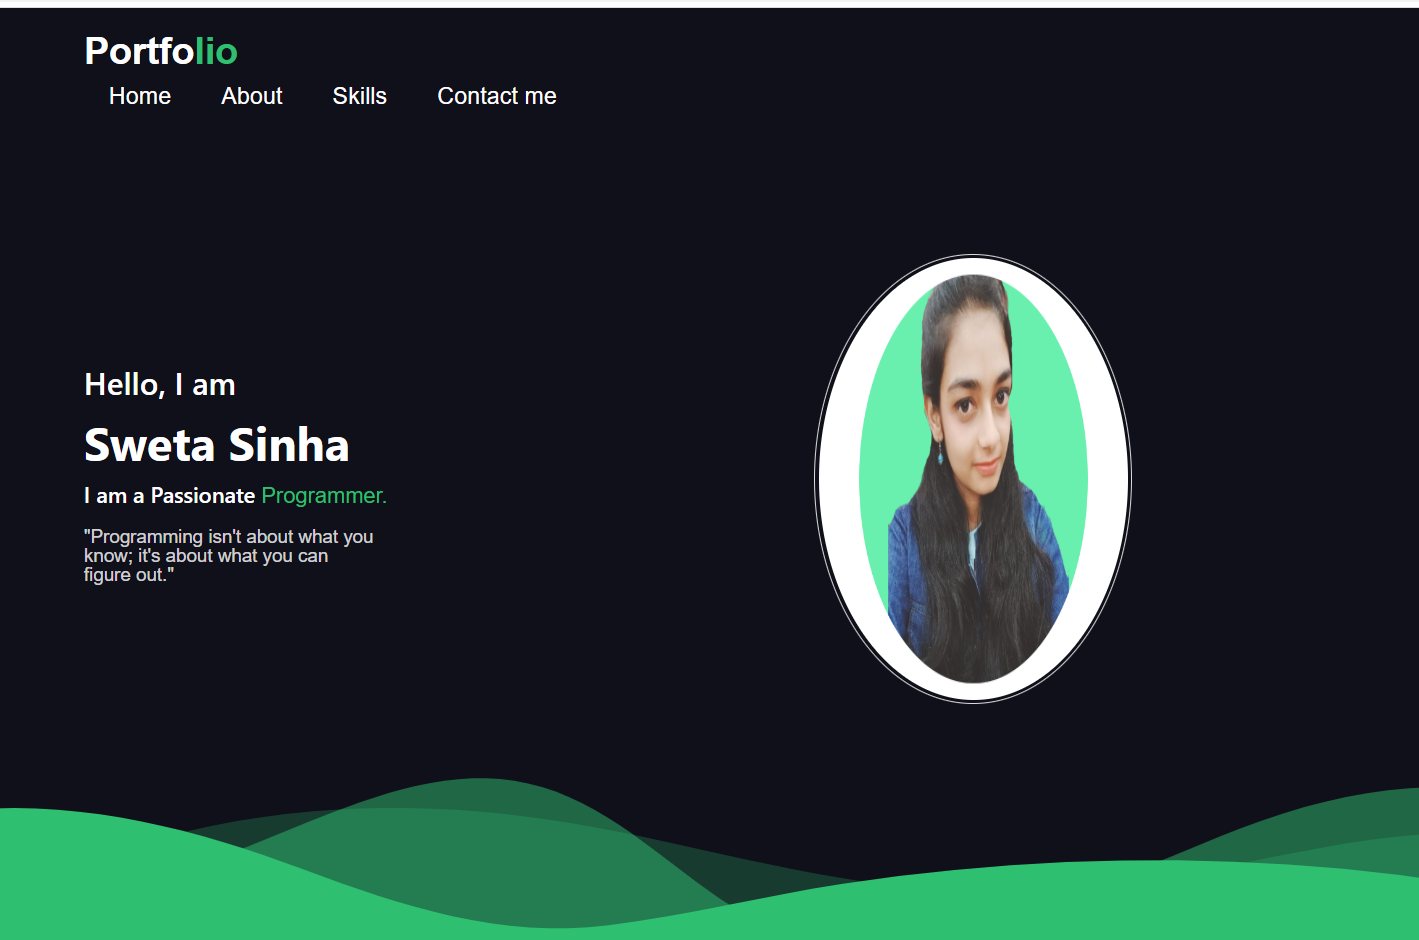 Portfolio
Home About Skills Contact me
Hello, I am
Sweta Sinha
I am a Passionate Programmer.
"Programming isn't about what you
know; it's about what you can
figure out."